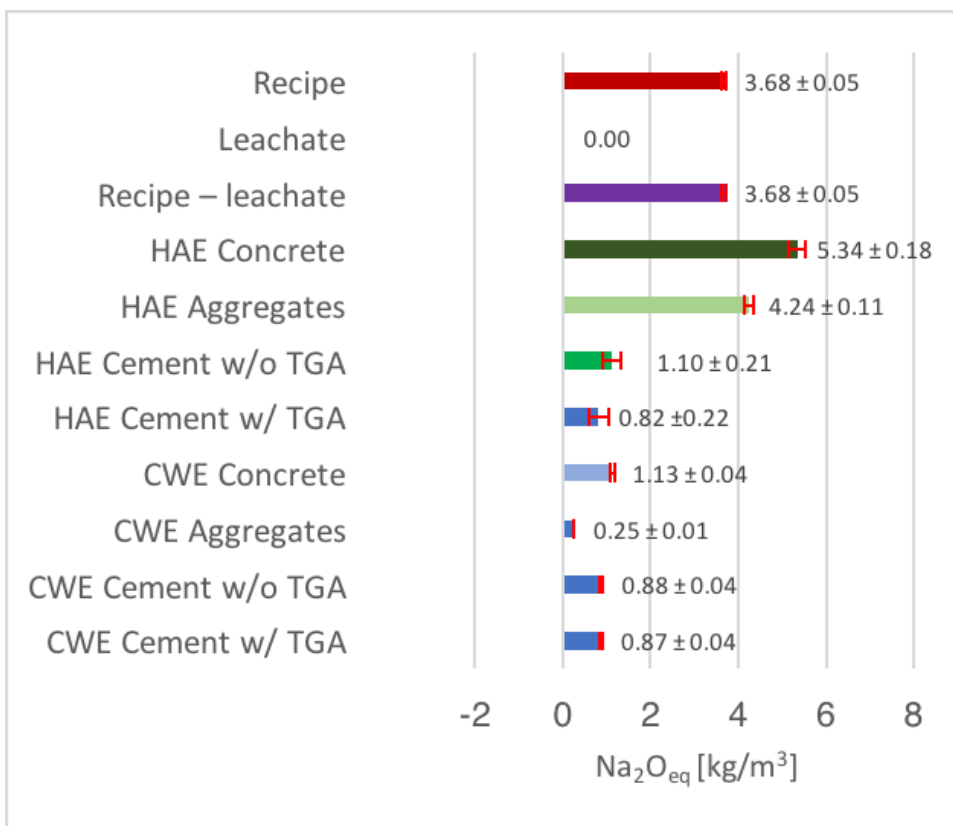 Recipe 3.68 ± 0.05
Leachate 0.00
Recipe – leachate 3.68 ± 0.05
HAE Concrete 5.34 ± 0.18
HAE Aggregates 4.24 ± 0.11
HAE Cement w/o TGA 1.10 ± 0.21
HAE Cement w/ TGA 0.82 ±0.22
CWE Concrete 1.13 ± 0.04
CWE Aggregates 0.25 ± 0.01
CWE Cement w/o TGA 0.88 ± 0.04
CWE Cement w/ TGA 0.87 ± 0.04
-2 0 2 4 6 8
Na₂O_eq [kg/m³]